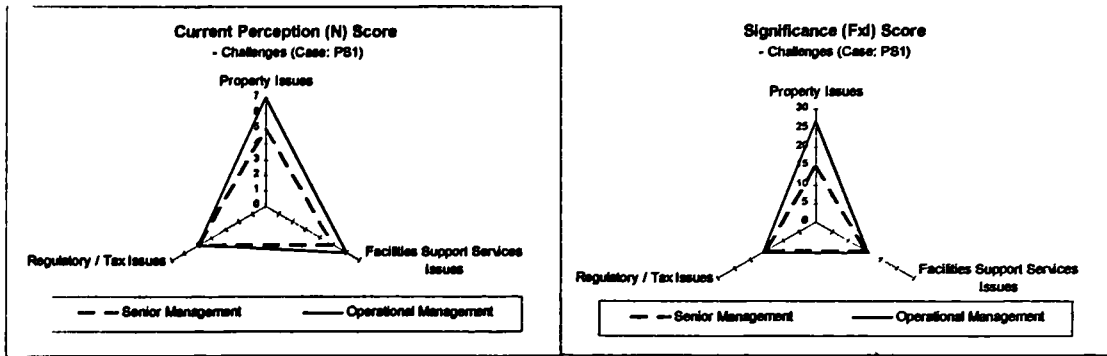 Current Perception (N) Score
- Challenges (Case: PS1)
Property Issues
7
6
5
4
3
2
1
0
Regulatory / Tax Issues
Facilities Support Services
Issues
Senior Management
Operational Management
Significance (FxI) Score
- Challenges (Case: PS1)
Property Issues
30
25
20
15
10
5
0
Regulatory / Tax Issues
Facilities Support Services
Issues
Senior Management
Operational Management